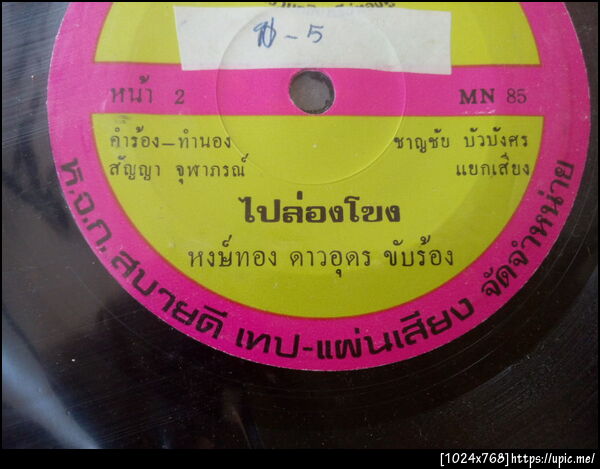 บ-5
หน้า 2
MN 85
คำร้อง-ทำนอง
สัญญา จุฬาภรณ์
ชาญชัย บัวบังศร
แยกเสียง
ไปล่องโขง
หงษ์ทอง ดาวอุดร ขับร้อง
ห.จ.ก. สบายดี เทป-แผ่นเสียง จัดจำหน่าย
[1024x768]https://upic.me/